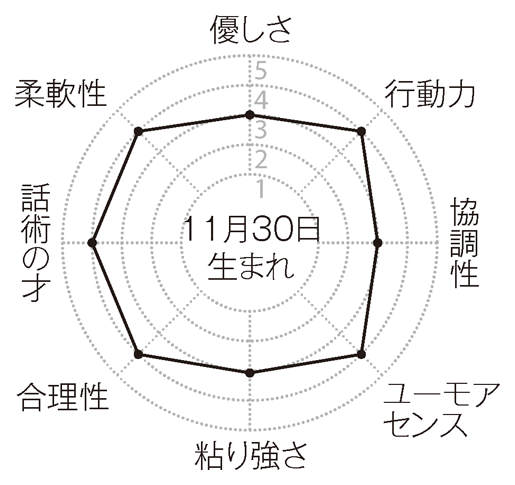 優しさ
柔軟性
行動力
5
4
3
2
1
話術の才
協調性
11月30日
生まれ
合理性
ユーモア
センス
粘り強さ